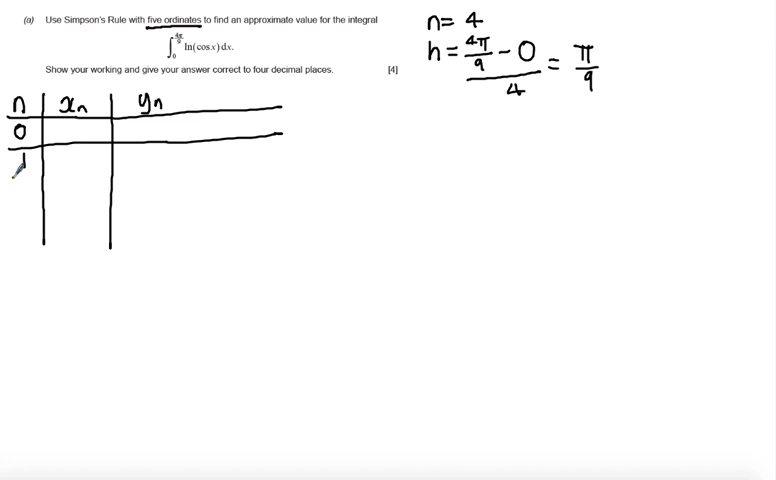 (a) Use Simpson's Rule with five ordinates to find an approximate value for the integral
∫₀^(4π/9) ln(cos x) dx.
Show your working and give your answer correct to four decimal places. [4]
n= 4
h = (4π/9 - 0)/4 = π/9
n xn yn
0
1